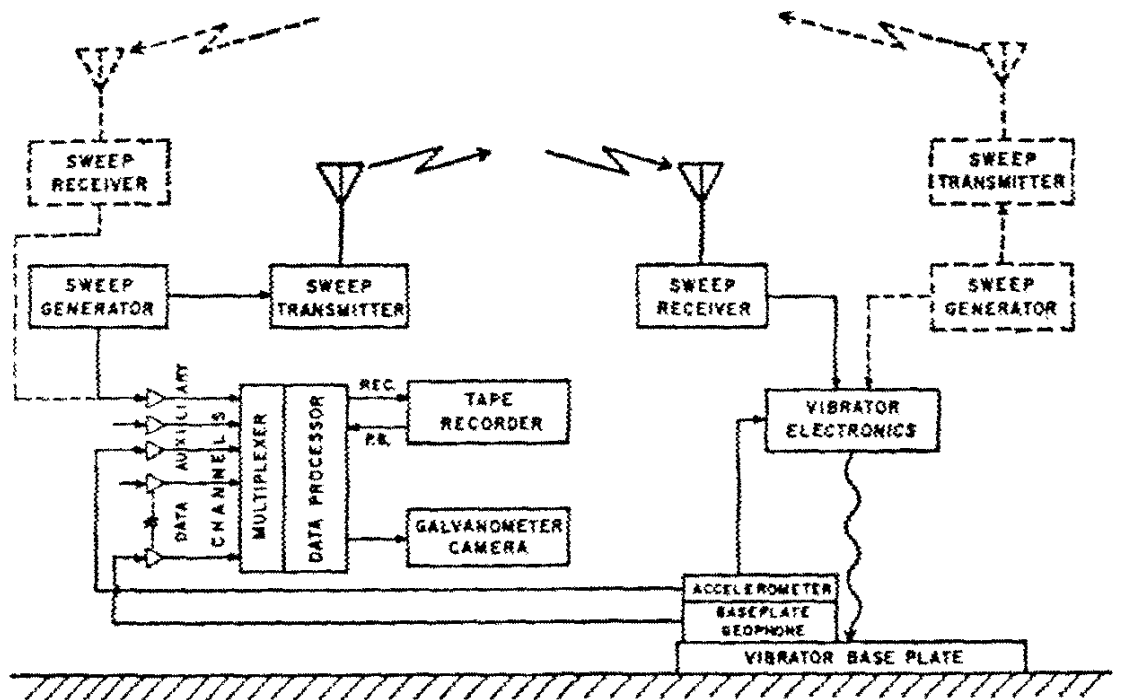 SWEEP
RECEIVER
SWEEP
TRANSMITTER
SWEEP
GENERATOR
SWEEP
TRANSMITTER
SWEEP
RECEIVER
SWEEP
GENERATOR
AUXILIARY
DATA
CHANNELS
MULTIPLEXER
DATA PROCESSOR
REC.
P.B.
TAPE
RECORDER
VIBRATOR
ELECTRONICS
GALVANOMETER
CAMERA
ACCELEROMETER
BASEPLATE
GEOPHONE
VIBRATOR BASE PLATE